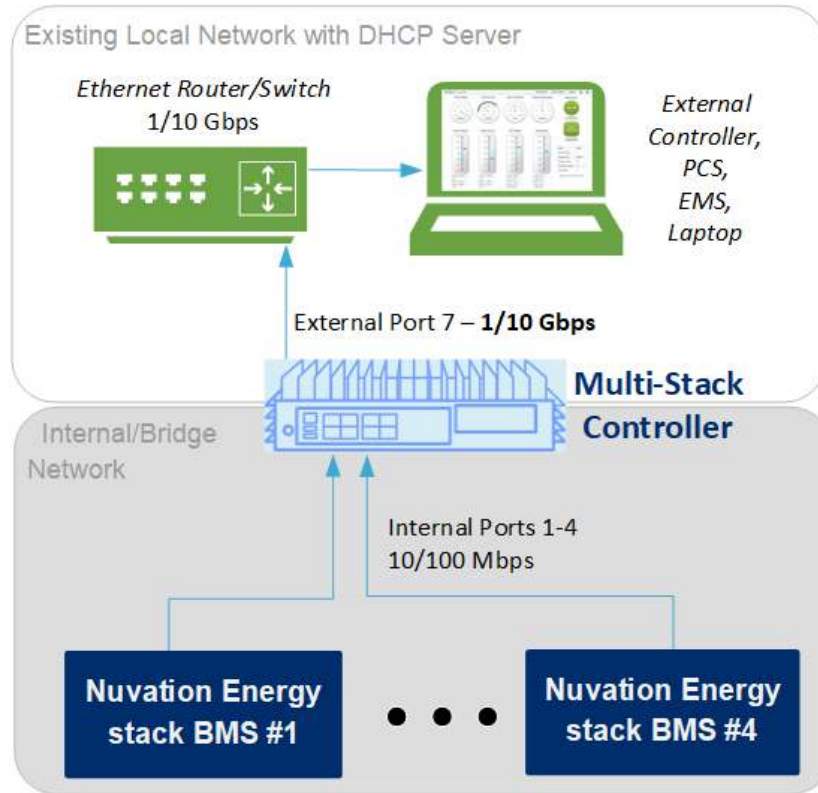 Existing Local Network with DHCP Server
Ethernet Router/Switch
1/10 Gbps
External
Controller,
PCS,
EMS,
Laptop
External Port 7 – 1/10 Gbps
Multi-Stack
Controller
Internal/Bridge
Network
Internal Ports 1-4
10/100 Mbps
Nuvation Energy
stack BMS #1
Nuvation Energy
stack BMS #4